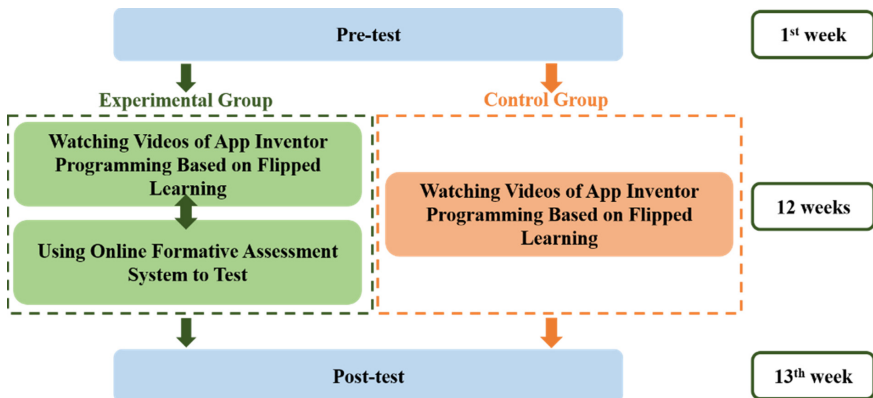 Pre-test
1st week
Experimental Group
Control Group
Watching Videos of App Inventor
Programming Based on Flipped
Learning
Using Online Formative Assessment
System to Test
Watching Videos of App Inventor
Programming Based on Flipped
Learning
12 weeks
Post-test
13th week